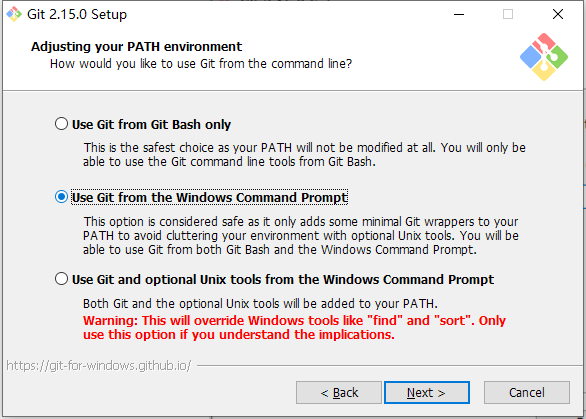 Git 2.15.0 Setup
Adjusting your PATH environment
How would you like to use Git from the command line?
Use Git from Git Bash only
This is the safest choice as your PATH will not be modified at all. You will only be
able to use the Git command line tools from Git Bash.
Use Git from the Windows Command Prompt
This option is considered safe as it only adds some minimal Git wrappers to your
PATH to avoid cluttering your environment with optional Unix tools. You will be
able to use Git from both Git Bash and the Windows Command Prompt.
Use Git and optional Unix tools from the Windows Command Prompt
Both Git and the optional Unix tools will be added to your PATH.
Warning: This will override Windows tools like "find" and "sort". Only
use this option if you understand the implications.
https://git-for-windows.github.io/
< Back Next > Cancel